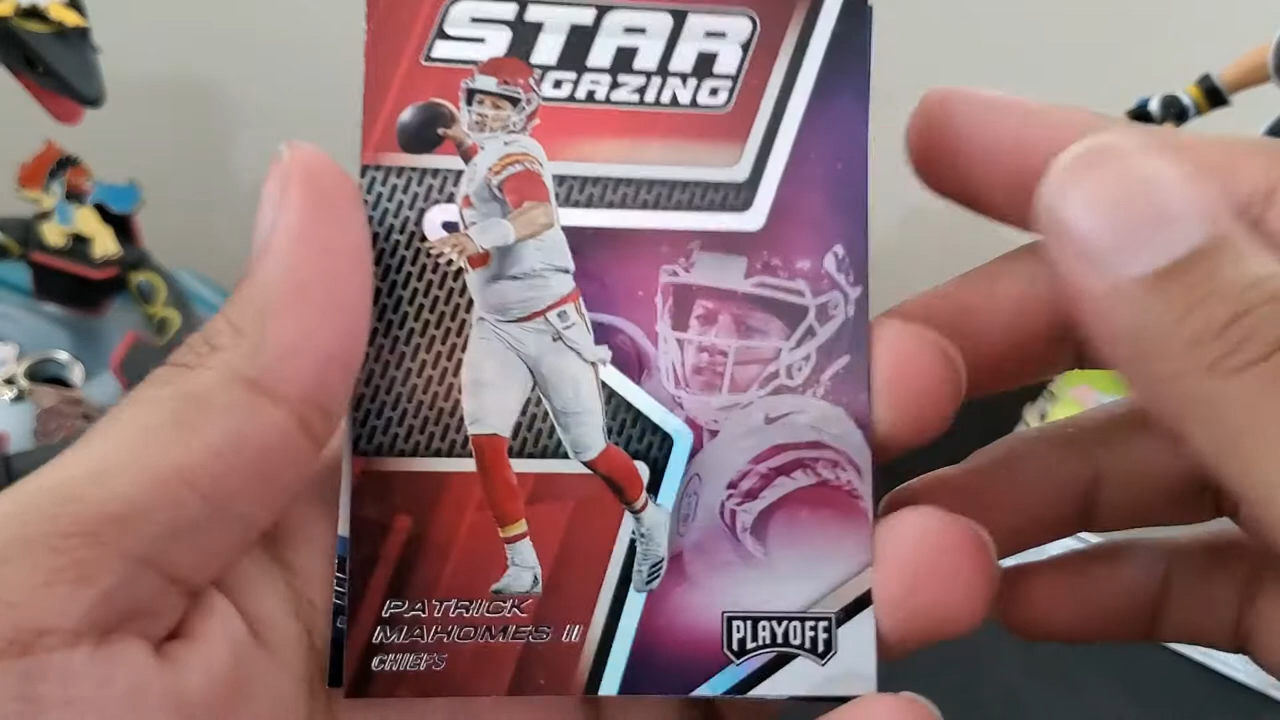 STAR
GAZING
PATRICK
MAHOMES II
CHIEFS
PLAYOFF